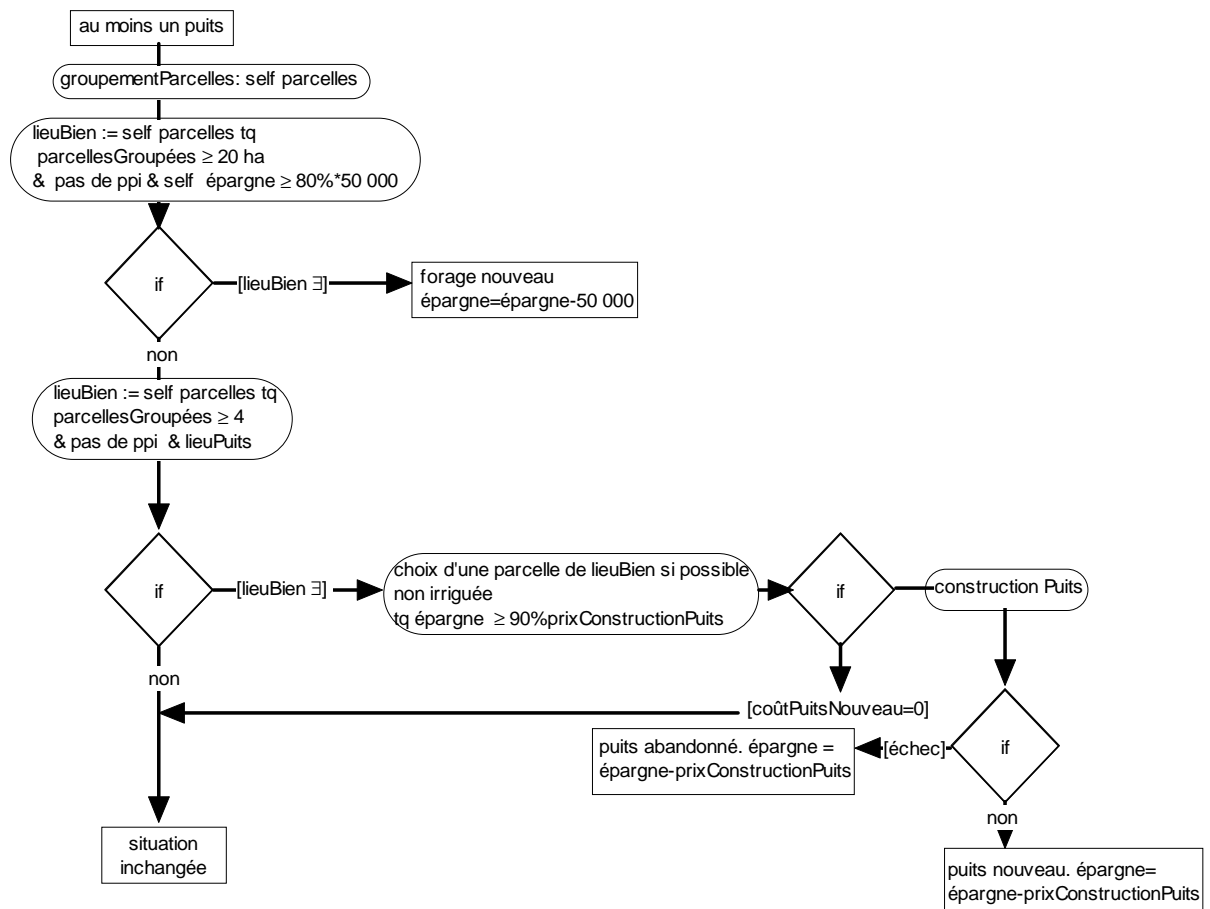 au moins un puits
groupementParcelles: self parcelles
lieuBien := self parcelles tq
parcellesGroupées ≥ 20 ha
& pas de ppi & self épargne ≥ 80%*50 000
if
[lieuBien ∃]
forage nouveau
épargne=épargne-50 000
non
lieuBien := self parcelles tq
parcellesGroupées ≥ 4
& pas de ppi & lieuPuits
if
[lieuBien ∃]
choix d'une parcelle de lieuBien si possible
non irriguée
tq épargne ≥ 90%prixConstructionPuits
if
construction Puits
non
[coûtPuitsNouveau=0]
puits abandonné. épargne =
épargne-prixConstructionPuits
[échec]
if
non
situation
inchangée
puits nouveau. épargne=
épargne-prixConstructionPuits